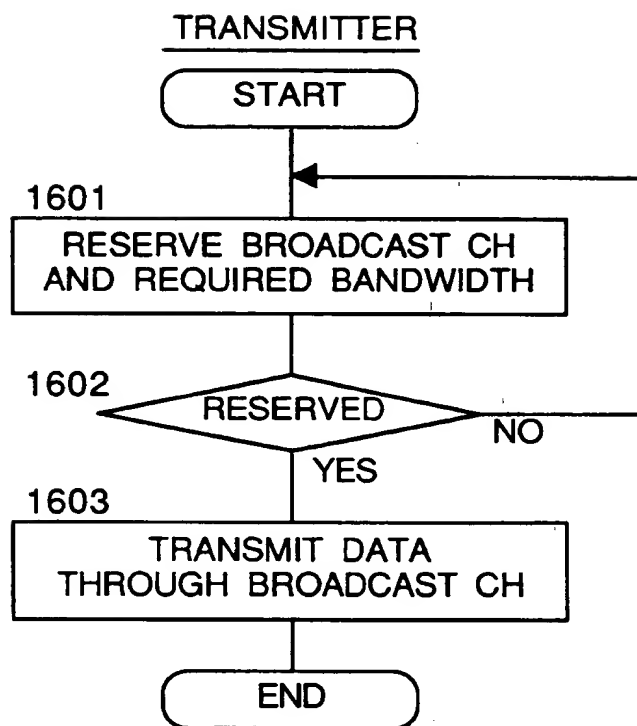 TRANSMITTER
START
1601
RESERVE BROADCAST CH
AND REQUIRED BANDWIDTH
1602
RESERVED
NO
YES
1603
TRANSMIT DATA
THROUGH BROADCAST CH
END